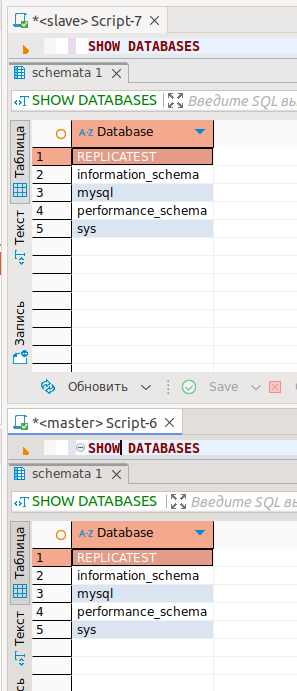 *<slave> Script-7
SHOW DATABASES
schemata 1
SHOW DATABASES Введите SQL вы
Таблица
Текст
Запись
Database
1 REPLICATEST
2 information_schema
3 mysql
4 performance_schema
5 sys
Обновить Save
*<master> Script-6
SHOW DATABASES
schemata 1
SHOW DATABASES Введите SQL вы
Таблица
Текст
сь
Database
1 REPLICATEST
2 information_schema
3 mysql
4 performance_schema
5 sys